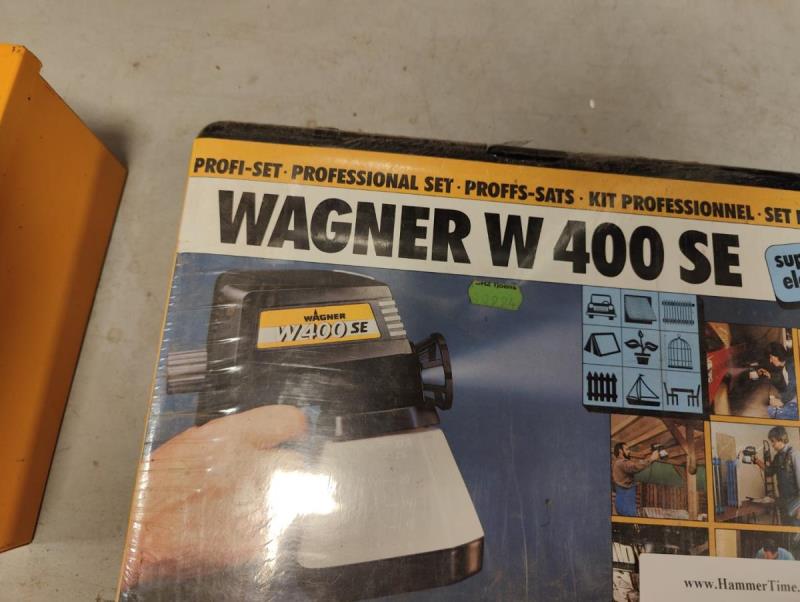 PROFI-SET · PROFESSIONAL SET · PROFFS-SATS · KIT PROFESSIONNEL · SET
WAGNER W 400 SE
WAGNER
W400 SE
www.HammerTime.